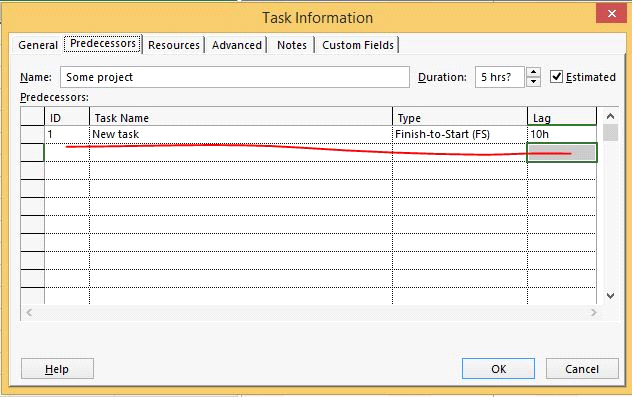 Task Information
General Predecessors Resources Advanced Notes Custom Fields
Name: Some project Duration: 5 hrs? Estimated
Predecessors:
ID Task Name Type Lag
1 New task Finish-to-Start (FS) 10h
Help OK Cancel